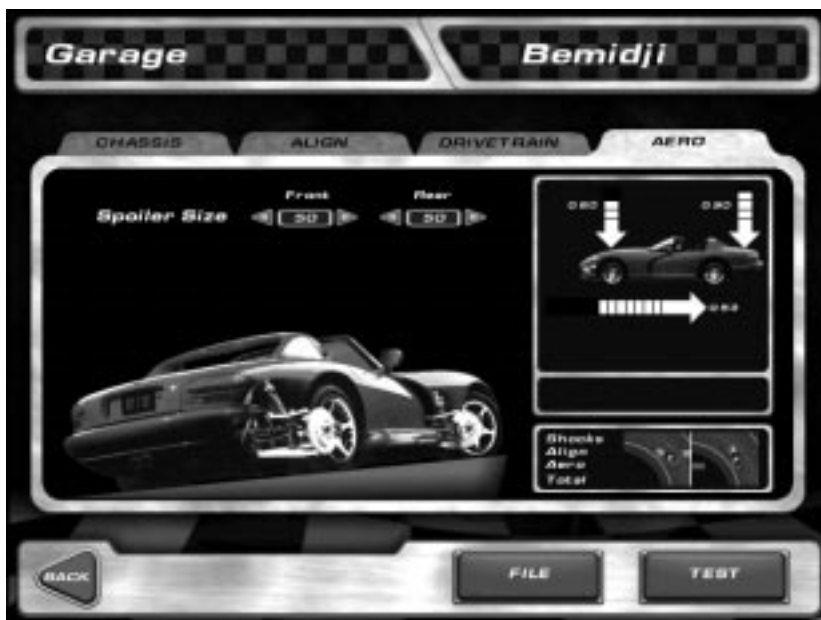 Garage
Bemidji
CHASSIS ALIGN DRIVETRAIN AERO
Front Rear
Spoiler Size 50 50
Shocks
Align
Aero
Total
BACK FILE TEST